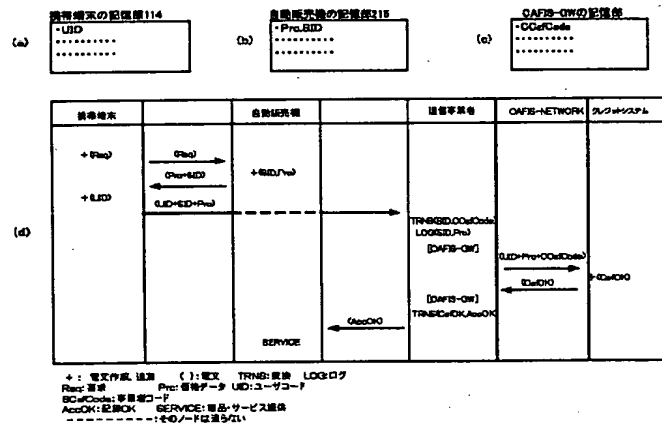 携帯端末の記憶部114
自動販売機の記憶部215
CAFIS-GWの記憶部
(a)
・UID
(b)
・Pro,BID
(c)
・CCafCode
携帯端末
自動販売機
通信事業者
CAFIS-NETWORK
クレジットシステム
+(Req)
(Req)
(Pro+BID)
+(BID,Pro)
+(UID)
(UID+BID+Pro)
(d)
TRNS(BID,CCafCode)
LOG(BID,Pro)
[CAFIS-GW]
(UID+Pro+CCafCode)
+(CafOK)
(CafOK)
[CAFIS-GW]
TRNS(CafOK,AccOK)
(AccOK)
SERVICE
+: 電文作成,追加 ( ):電文 TRNS:変換 LOG:ログ
Req:要求 Pro:価格データ UID:ユーザコード
BCafCode:事業者コード
AccOK:記録OK SERVICE:商品・サービス提供
----------:そのノードは通らない